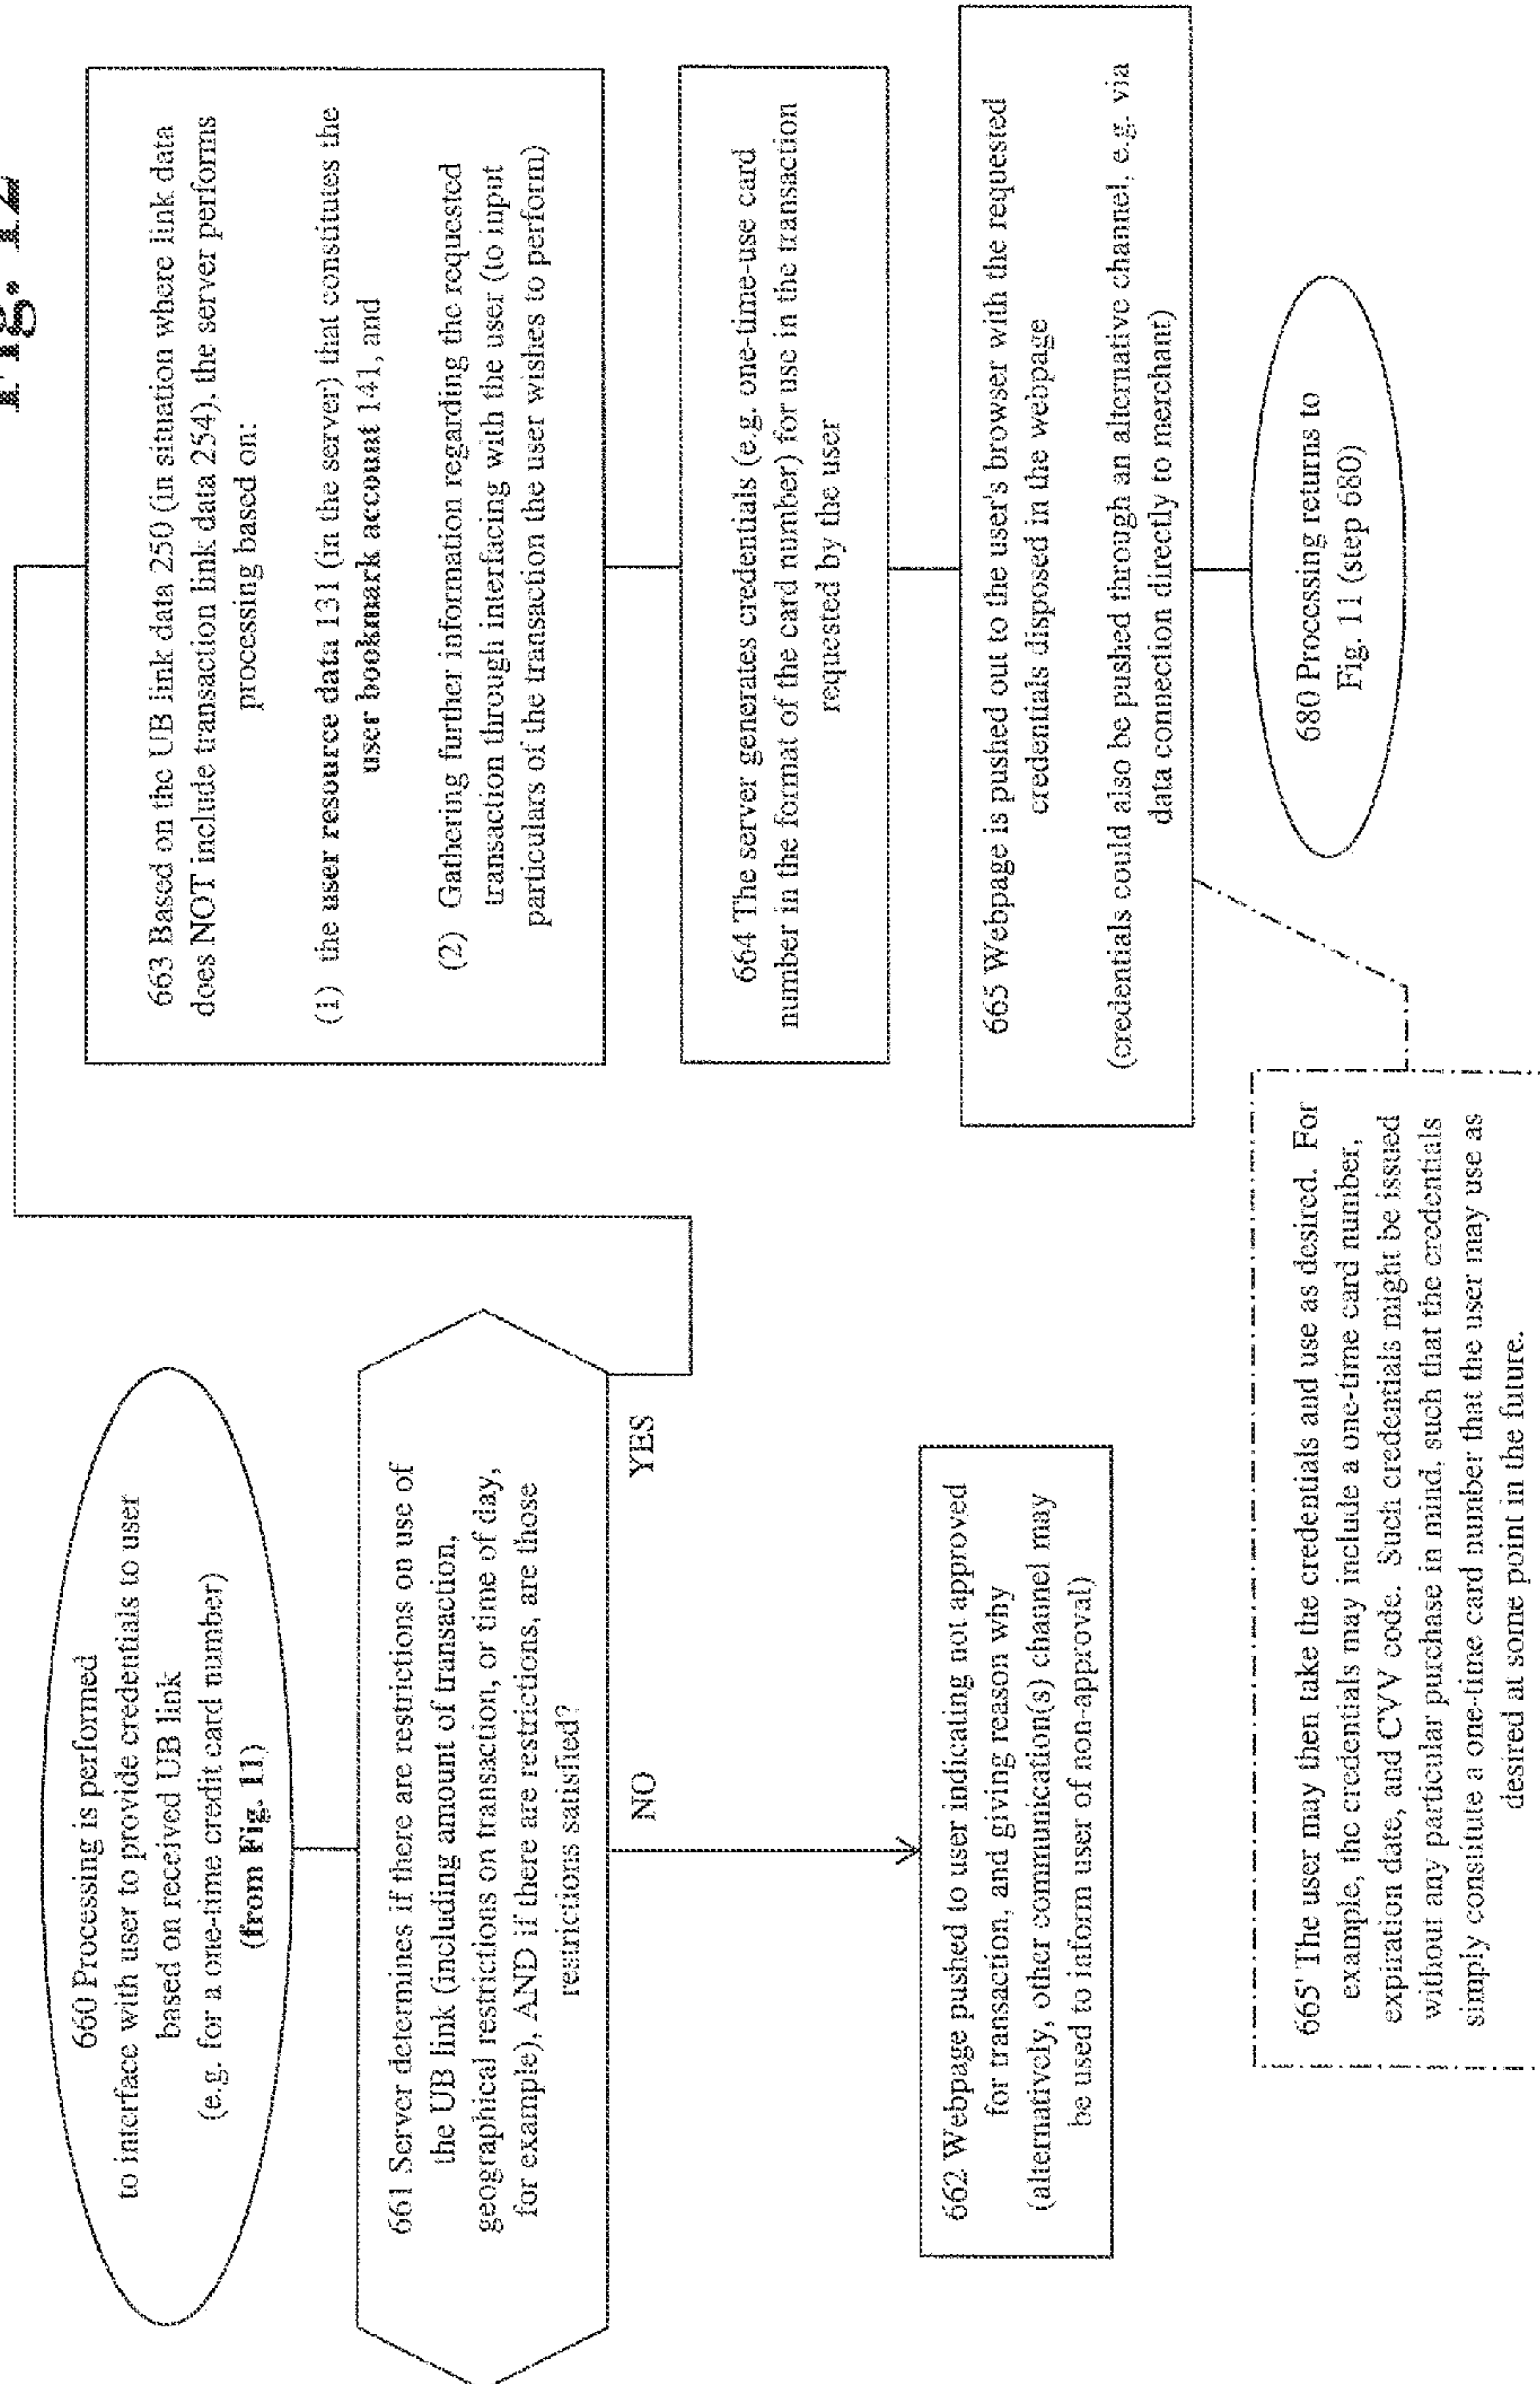 Fig. 12
660 Processing is performed
to interface with user to provide credentials to user
based on received UB link
(e.g. for a one-time credit card number)
(from Fig. 11)
661 Server determines if there are restrictions on use of
the UB link (including amount of transaction,
geographical restrictions on transaction, or time of day,
for example), AND if there are restrictions, are those
restrictions satisfied?
NO
YES
662 Webpage pushed to user indicating not approved
for transaction, and giving reason why
(alternatively, other communication(s) channel may
be used to inform user of non-approval)
663 Based on the UB link data 250 (in situation where link data
does NOT include transaction link data 254), the server performs
processing based on:
(1) the user resource data 131 (in the server) that constitutes the
user bookmark account 141, and
(2) Gathering further information regarding the requested
transaction through interfacing with the user (to input
particulars of the transaction the user wishes to perform)
664 The server generates credentials (e.g. one-time-use card
number in the format of the card number) for use in the transaction
requested by the user
665 Webpage is pushed out to the user's browser with the requested
credentials disposed in the webpage
(credentials could also be pushed through an alternative channel, e.g. via
data connection directly to merchant)
680 Processing returns to
Fig. 11 (step 680)
665' The user may then take the credentials and use as desired. For
example, the credentials may include a one-time card number,
expiration date, and CVV code. Such credentials might be issued
without any particular purchase in mind, such that the credentials
simply constitute a one-time card number that the user may use as
desired at some point in the future.